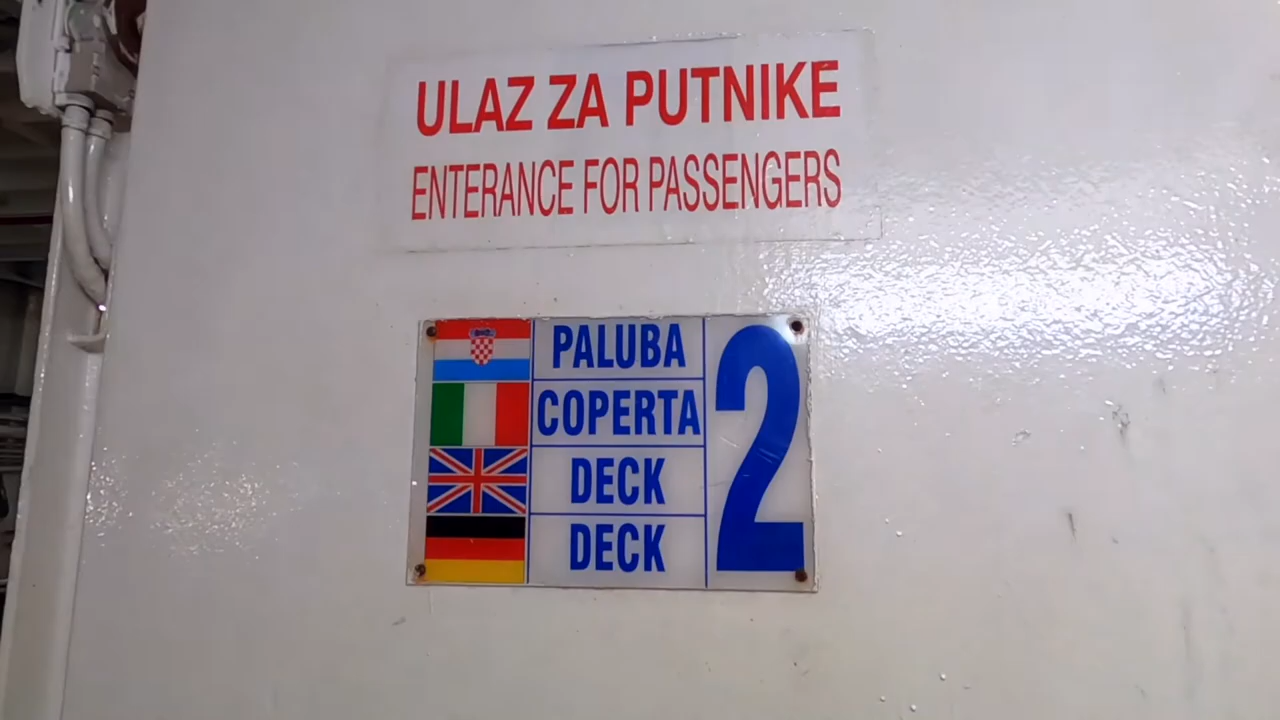 ULAZ ZA PUTNIKE
ENTERANCE FOR PASSENGERS
PALUBA
COPERTA
DECK
DECK
2